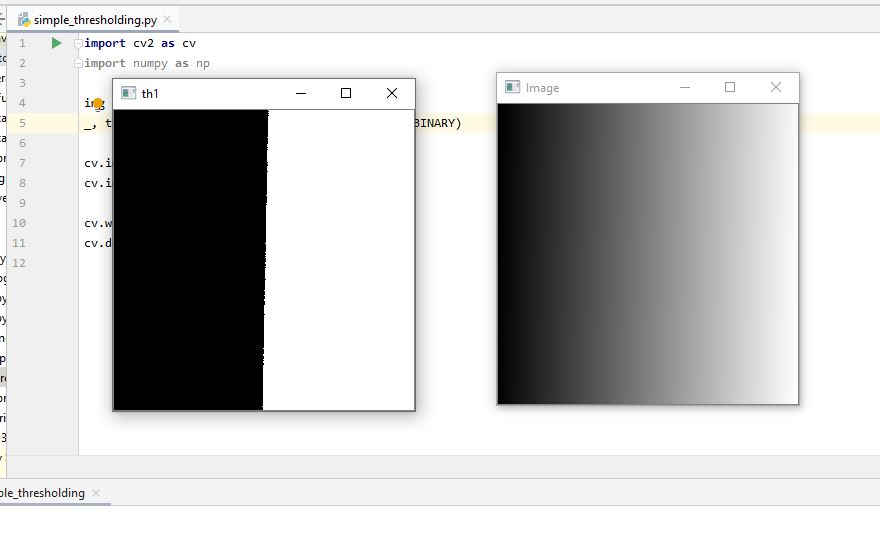 simple_thresholding.py
1 import cv2 as cv
2 import numpy as np
3
th1
Image
4
5 _, t BINARY)
6
7 cv.i
8 cv.i
9
10 cv.w
11 cv.d
12
ple_thresholding